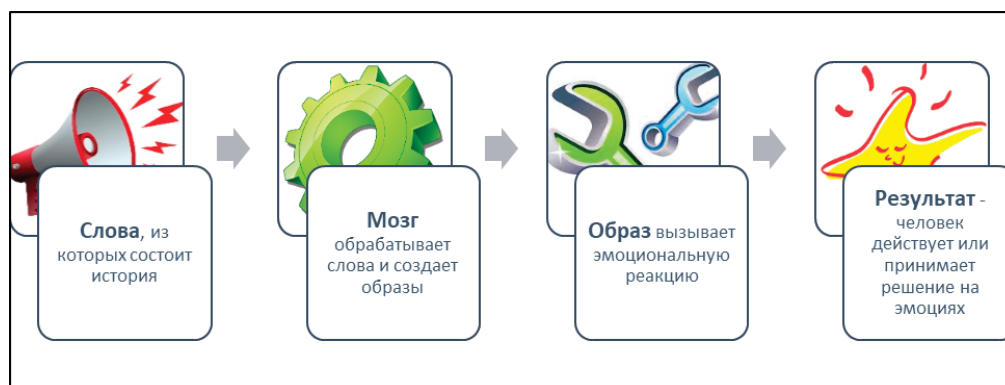 Слова, из
которых состоит
история
Мозг
обрабатывает
слова и создает
образы
Образ вызывает
эмоциональную
реакцию
Результат -
человек
действует или
принимает
решение на
эмоциях